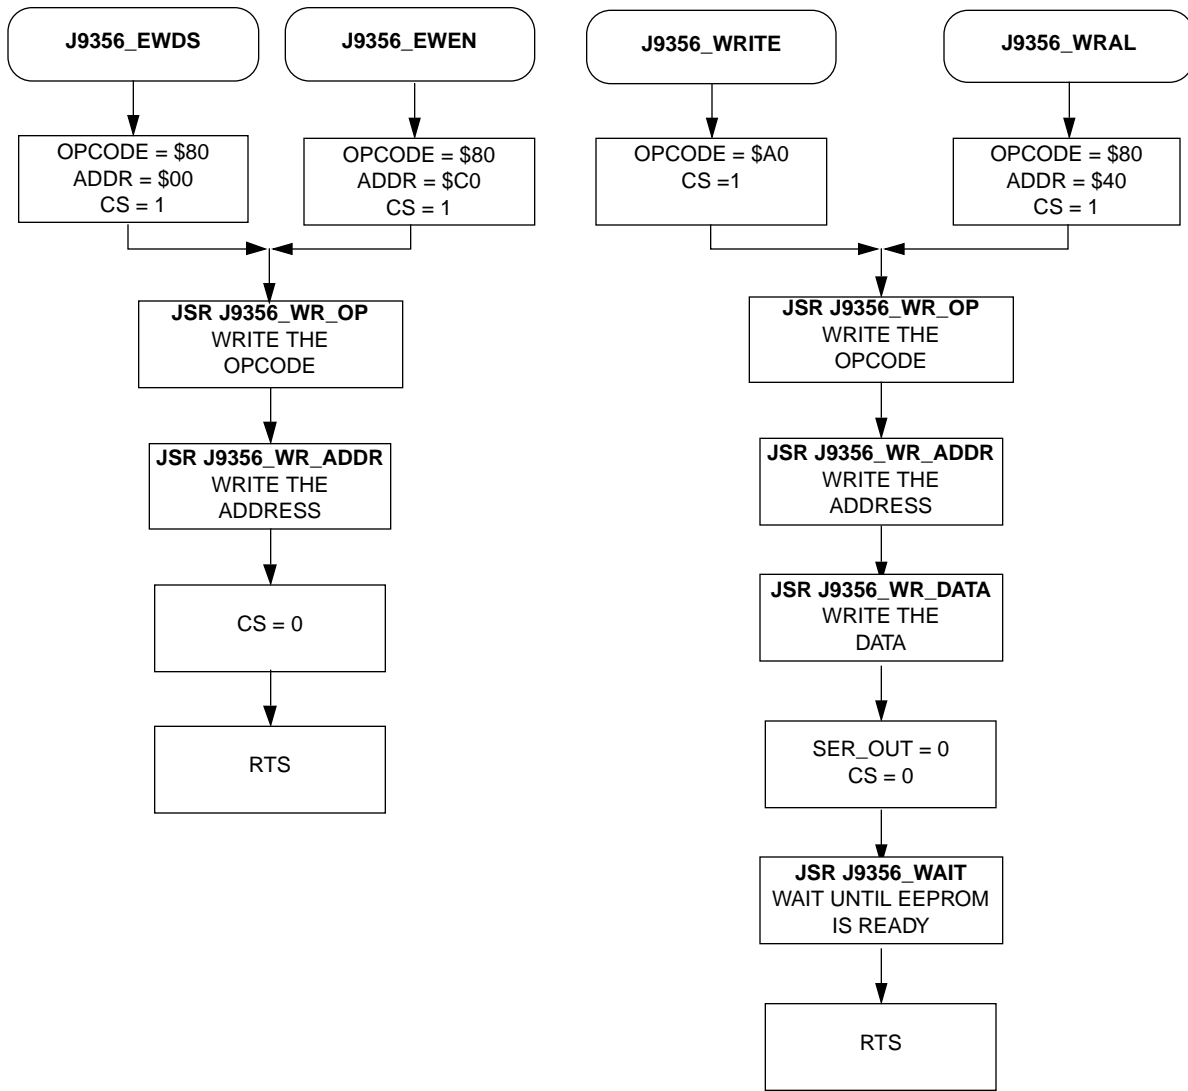 J9356_EWDS
OPCODE = $80
ADDR = $00
CS = 1
J9356_EWEN
OPCODE = $80
ADDR = $C0
CS = 1
JSR J9356_WR_OP
WRITE THE
OPCODE
JSR J9356_WR_ADDR
WRITE THE
ADDRESS
CS = 0
RTS
J9356_WRITE
OPCODE = $A0
CS =1
J9356_WRAL
OPCODE = $80
ADDR = $40
CS = 1
JSR J9356_WR_OP
WRITE THE
OPCODE
JSR J9356_WR_ADDR
WRITE THE
ADDRESS
JSR J9356_WR_DATA
WRITE THE
DATA
SER_OUT = 0
CS = 0
JSR J9356_WAIT
WAIT UNTIL EEPROM
IS READY
RTS